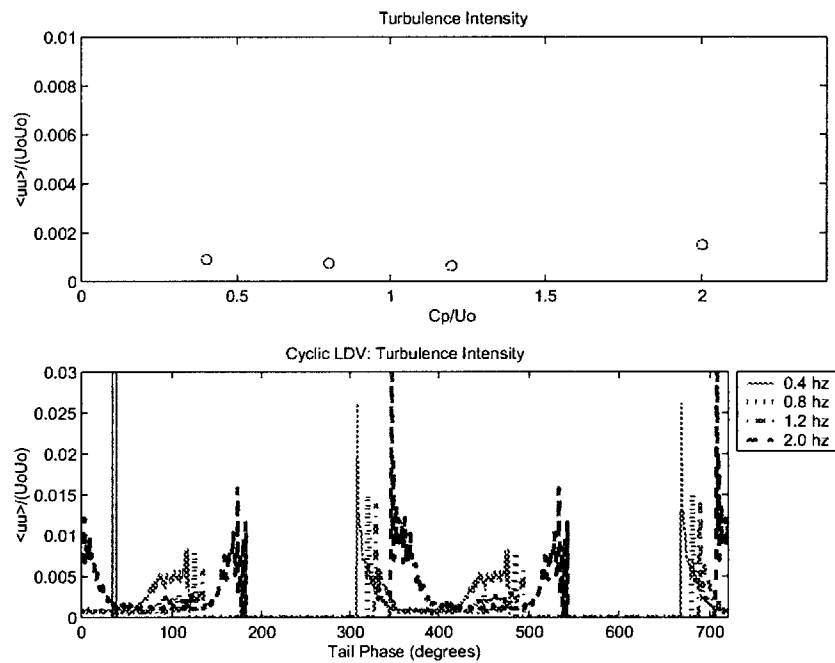 Turbulence Intensity
0.01
0.008
0.006
0.004
0.002
0
<uu>/(UoUo)
0 0.5 1 1.5 2
Cp/Uo
Cyclic LDV: Turbulence Intensity
0.03
0.025
0.02
0.015
0.01
0.005
0
<uu>/(UoUo)
0 100 200 300 400 500 600 700
Tail Phase (degrees)
0.4 hz
0.8 hz
1.2 hz
2.0 hz